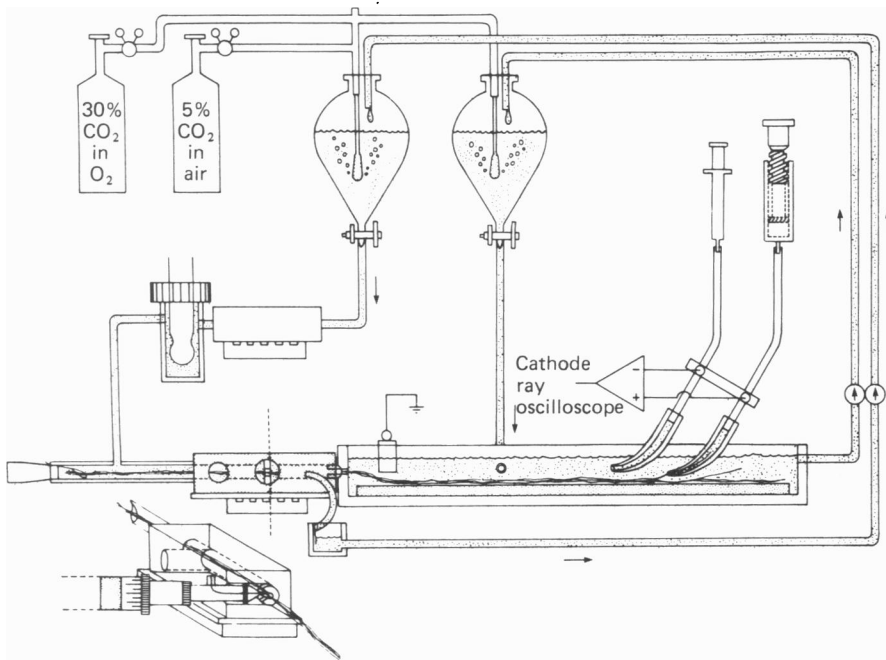 30%
CO₂
in
O₂
5%
CO₂
in
air
Cathode
ray
oscilloscope
−
+